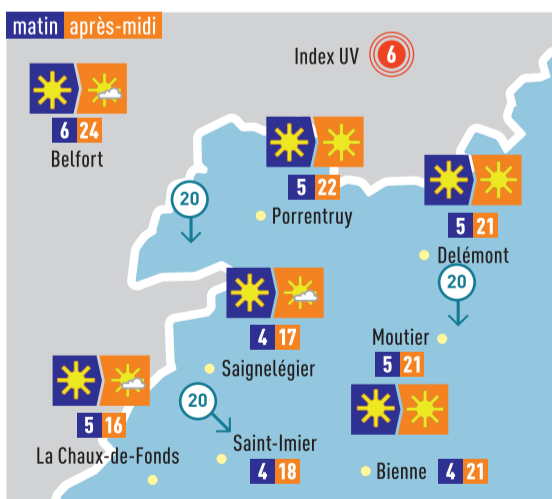 matin après-midi
Index UV 6
6 24
Belfort
5 22
Porrentruy
20
5 21
Delémont
20
4 17
Saignelégier
Moutier
5 21
5 16
La Chaux-de-Fonds
20
Saint-Imier
4 18
Bienne 4 21